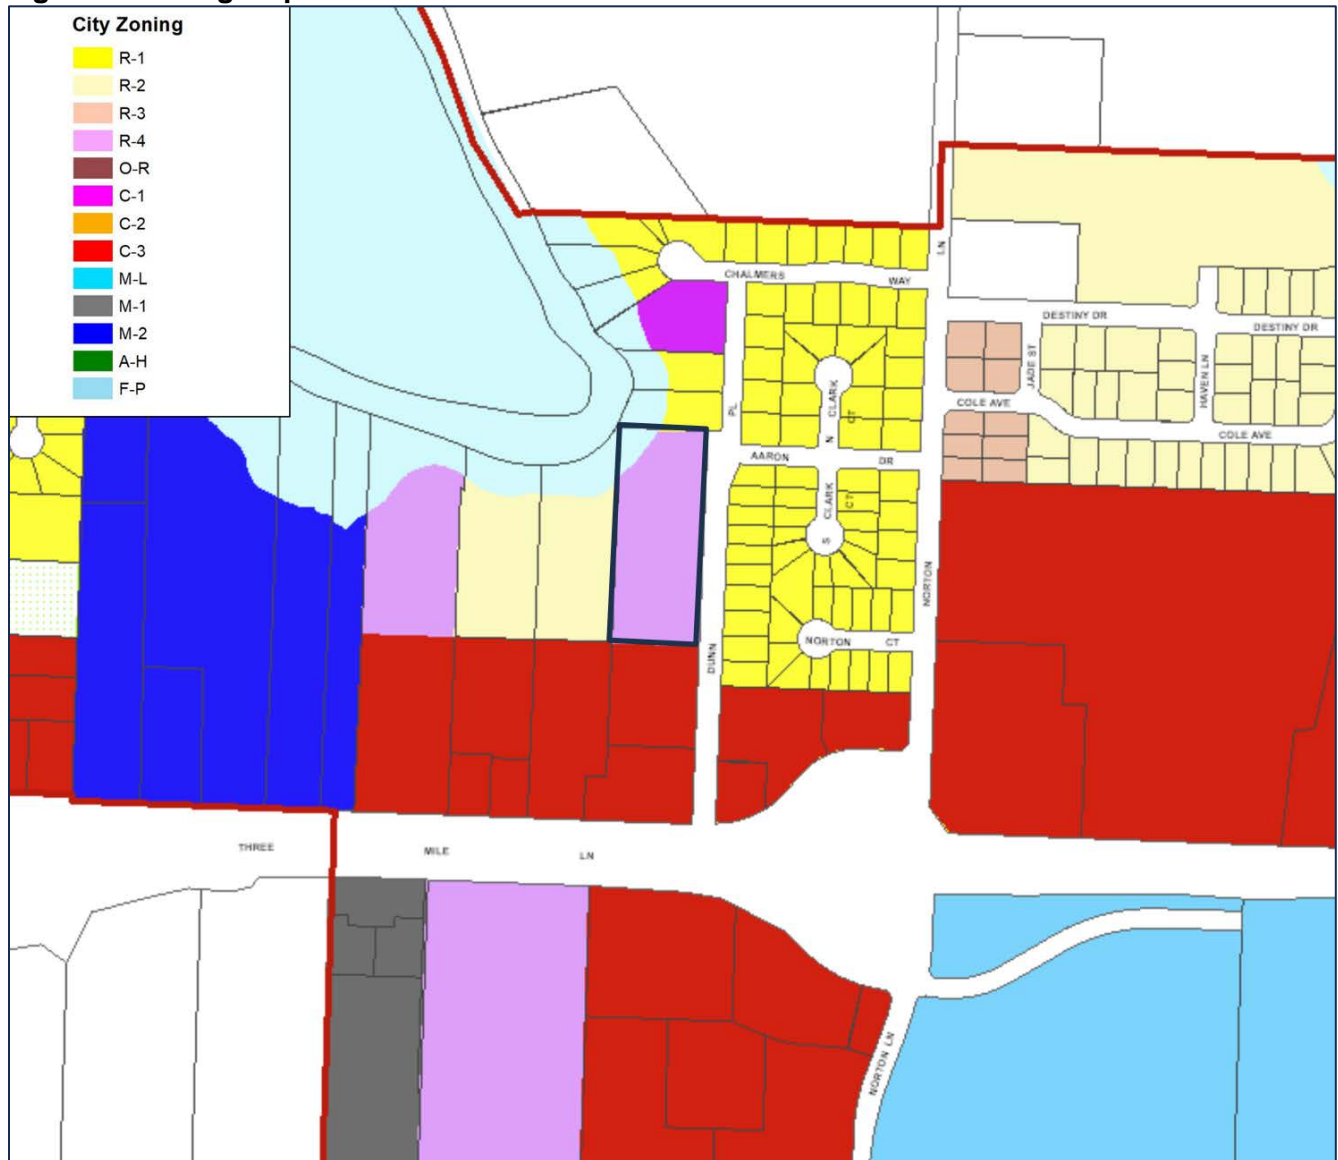 City Zoning
R-1
R-2
R-3
R-4
O-R
C-1
C-2
C-3
M-L
M-1
M-2
A-H
F-P
LN
CHALMERS WAY
DESTINY DR
DESTINY DR
JADE ST
HAVEN LN
CLARK
CT
N
PL
COLE AVE
COLE AVE
AARON DR
CLARK
CT
S
NORTON
NORTON CT
DUNN
THREE MILE LN
NORTON LN